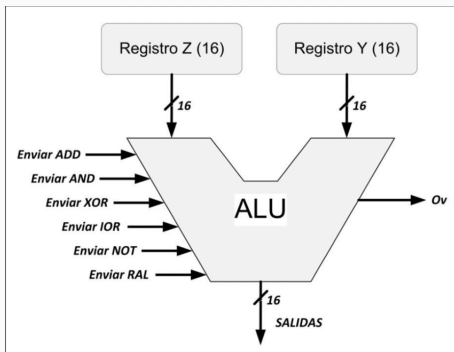 Registro Z (16)
Registro Y (16)
16
16
Enviar ADD
Enviar AND
Enviar XOR
Enviar IOR
Enviar NOT
Enviar RAL
ALU
Ov
16
SALIDAS